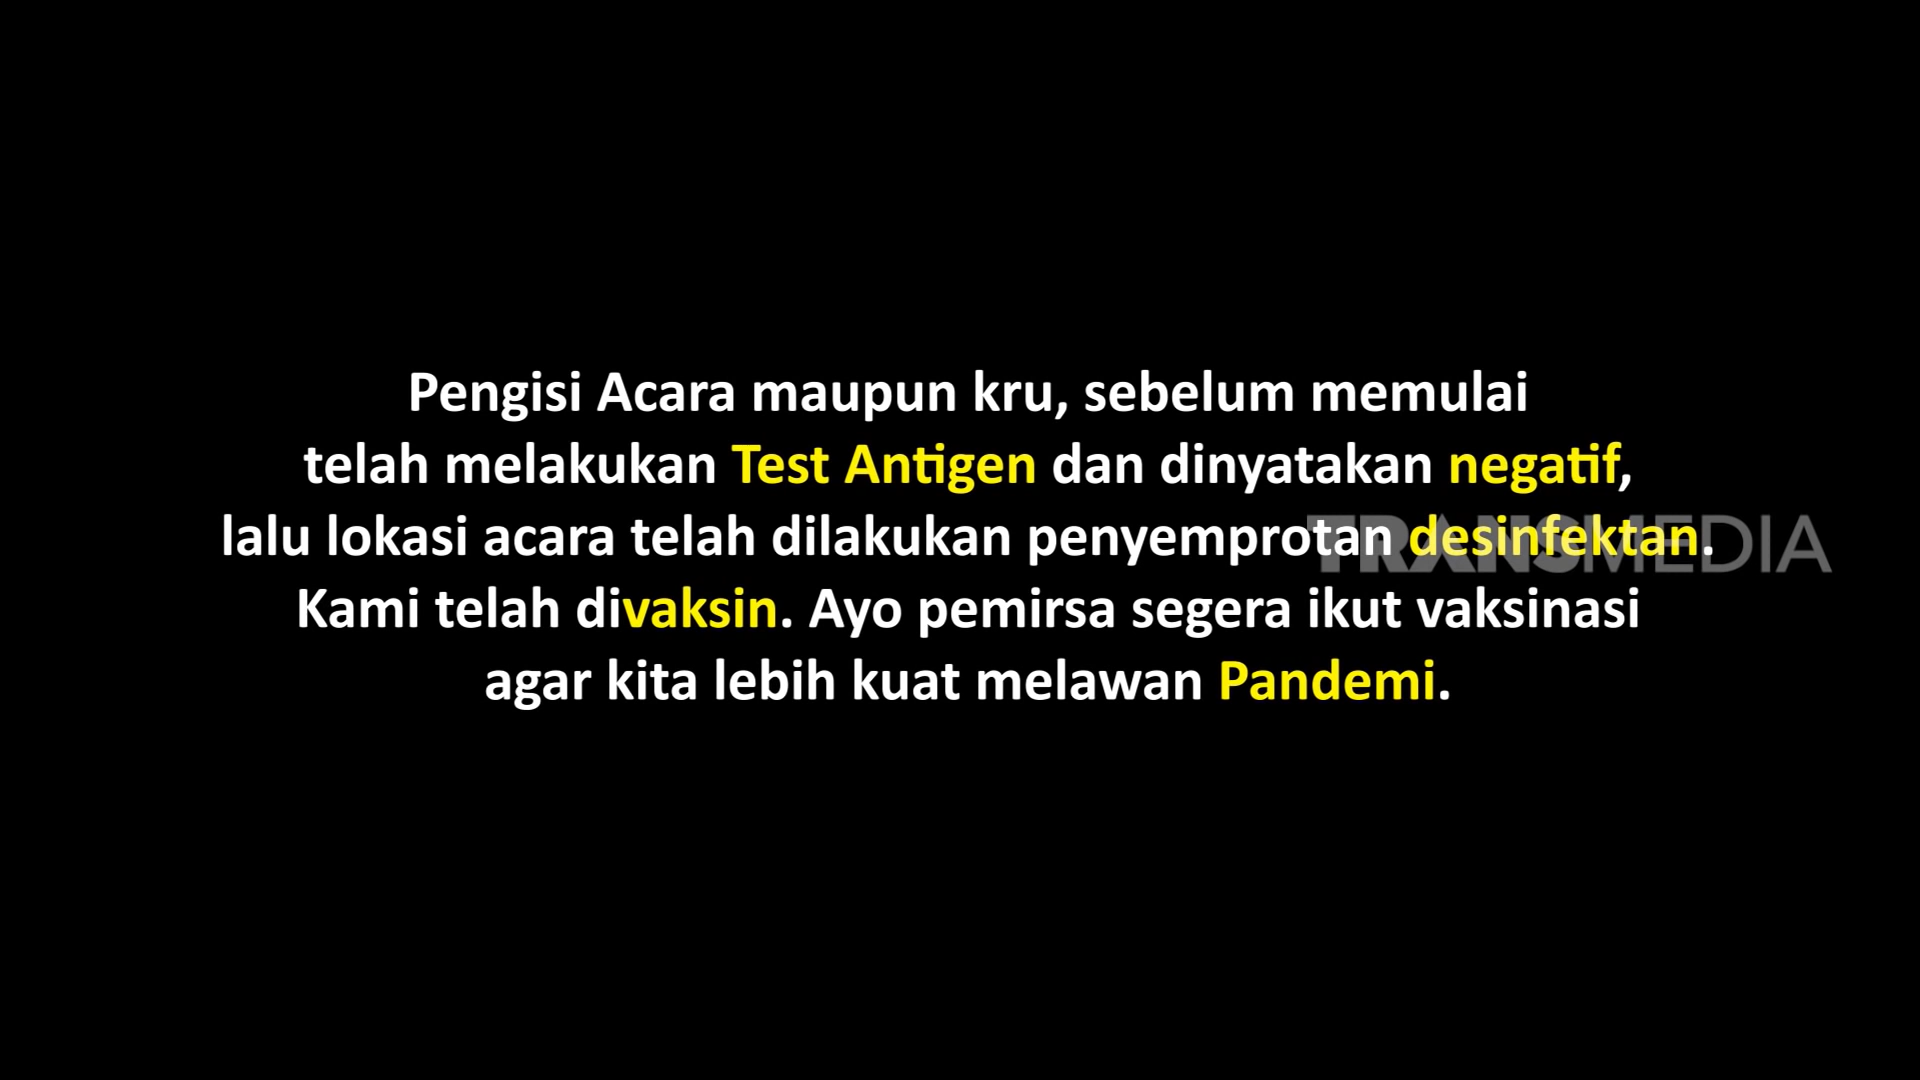 Pengisi Acara maupun kru, sebelum memulai
telah melakukan Test Antigen dan dinyatakan negatif,
lalu lokasi acara telah dilakukan penyemprotan desinfektan.
TRANSMEDIA
Kami telah divaksin. Ayo pemirsa segera ikut vaksinasi
agar kita lebih kuat melawan Pandemi.